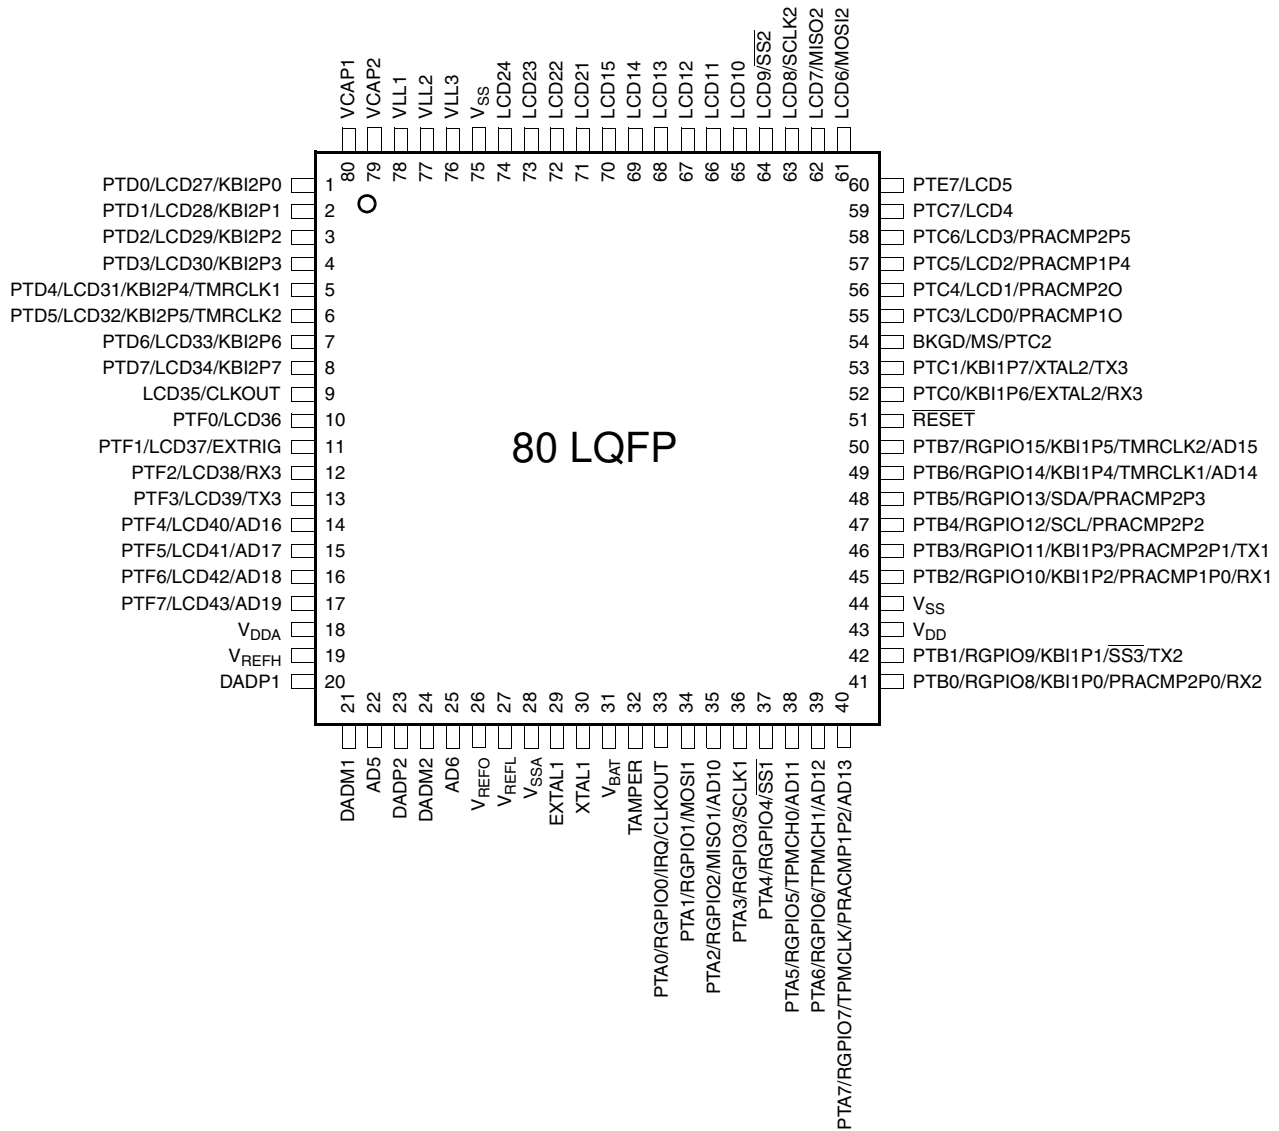 VCAP1
VCAP2
VLL1
VLL2
VLL3
VSS
LCD24
LCD23
LCD22
LCD21
LCD15
LCD14
LCD13
LCD12
LCD11
LCD10
LCD9/SS2
LCD8/SCLK2
LCD7/MISO2
LCD6/MOSI2
80
79
78
77
76
75
74
73
72
71
70
69
68
67
66
65
64
63
62
61
PTD0/LCD27/KBI2P0 1
PTD1/LCD28/KBI2P1 2
PTD2/LCD29/KBI2P2 3
PTD3/LCD30/KBI2P3 4
PTD4/LCD31/KBI2P4/TMRCLK1 5
PTD5/LCD32/KBI2P5/TMRCLK2 6
PTD6/LCD33/KBI2P6 7
PTD7/LCD34/KBI2P7 8
LCD35/CLKOUT 9
PTF0/LCD36 10
PTF1/LCD37/EXTRIG 11
PTF2/LCD38/RX3 12
PTF3/LCD39/TX3 13
PTF4/LCD40/AD16 14
PTF5/LCD41/AD17 15
PTF6/LCD42/AD18 16
PTF7/LCD43/AD19 17
VDDA 18
VREFH 19
DADP1 20
80 LQFP
60 PTE7/LCD5
59 PTC7/LCD4
58 PTC6/LCD3/PRACMP2P5
57 PTC5/LCD2/PRACMP1P4
56 PTC4/LCD1/PRACMP2O
55 PTC3/LCD0/PRACMP1O
54 BKGD/MS/PTC2
53 PTC1/KBI1P7/XTAL2/TX3
52 PTC0/KBI1P6/EXTAL2/RX3
51 RESET
50 PTB7/RGPIO15/KBI1P5/TMRCLK2/AD15
49 PTB6/RGPIO14/KBI1P4/TMRCLK1/AD14
48 PTB5/RGPIO13/SDA/PRACMP2P3
47 PTB4/RGPIO12/SCL/PRACMP2P2
46 PTB3/RGPIO11/KBI1P3/PRACMP2P1/TX1
45 PTB2/RGPIO10/KBI1P2/PRACMP1P0/RX1
44 VSS
43 VDD
42 PTB1/RGPIO9/KBI1P1/SS3/TX2
41 PTB0/RGPIO8/KBI1P0/PRACMP2P0/RX2
21
22
23
24
25
26
27
28
29
30
31
32
33
34
35
36
37
38
39
40
DADM1
AD5
DADP2
DADM2
AD6
VREFO
VREFL
VSSA
EXTAL1
XTAL1
VBAT
TAMPER
PTA0/RGPIO0/IRQ/CLKOUT
PTA1/RGPIO1/MOSI1
PTA2/RGPIO2/MISO1/AD10
PTA3/RGPIO3/SCLK1
PTA4/RGPIO4/SS1
PTA5/RGPIO5/TPMCH0/AD11
PTA6/RGPIO6/TPMCH1/AD12
PTA7/RGPIO7/TPMCLK/PRACMP1P2/AD13